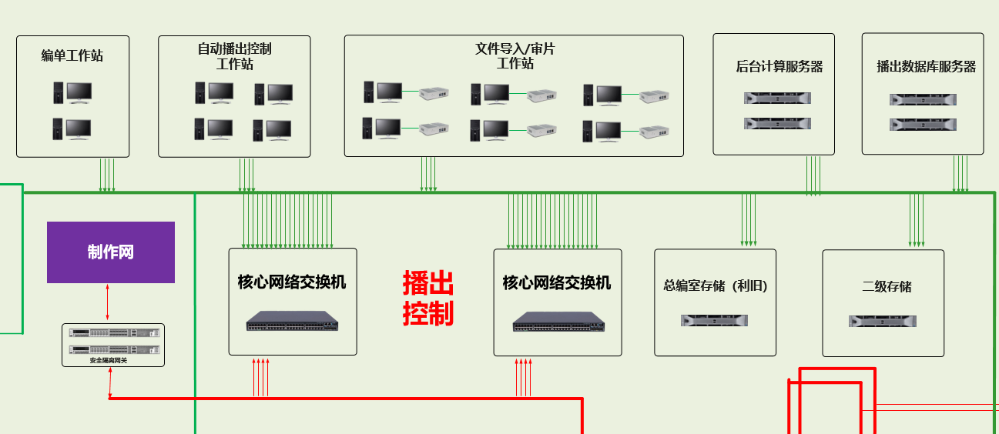 编单工作站
自动播出控制
工作站
文件导入/审片
工作站
后台计算服务器
播出数据库服务器
制作网
核心网络交换机
播出
控制
核心网络交换机
总编室存储（利旧）
二级存储
安全隔离网关